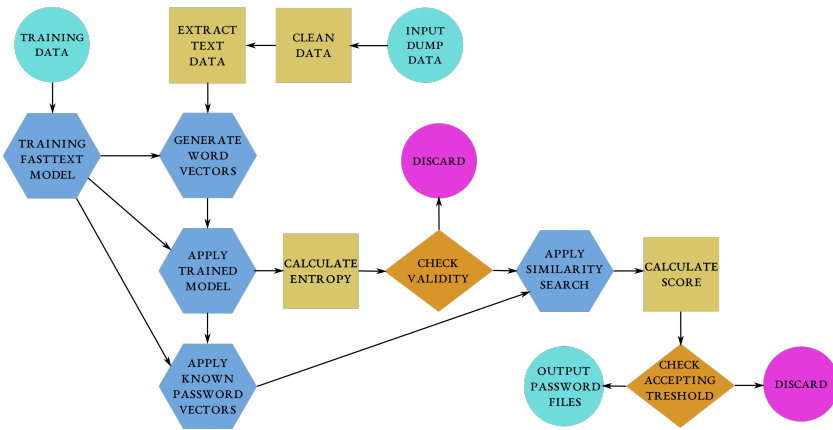 TRAINING
DATA
EXTRACT
TEXT
DATA
CLEAN
DATA
INPUT
DUMP
DATA
TRAINING
FASTTEXT
MODEL
GENERATE
WORD
VECTORS
DISCARD
APPLY
TRAINED
MODEL
CALCULATE
ENTROPY
CHECK
VALIDITY
APPLY
SIMILARITY
SEARCH
CALCULATE
SCORE
APPLY
KNOWN
PASSWORD
VECTORS
OUTPUT
PASSWORD
FILES
CHECK
ACCEPTING
TRESHOLD
DISCARD